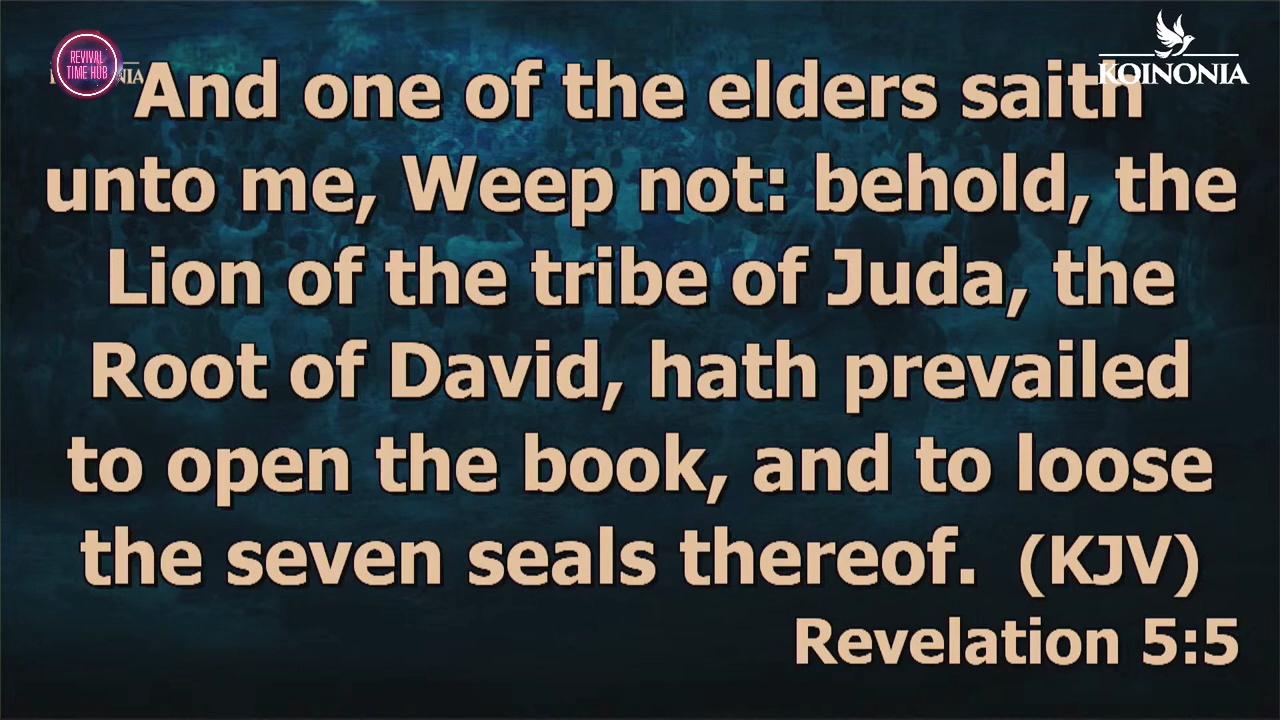 REVIVAL
TIME HUB
KOINONIA
And one of the elders saith
unto me, Weep not: behold, the
Lion of the tribe of Juda, the
Root of David, hath prevailed
to open the book, and to loose
the seven seals thereof. (KJV)
Revelation 5:5